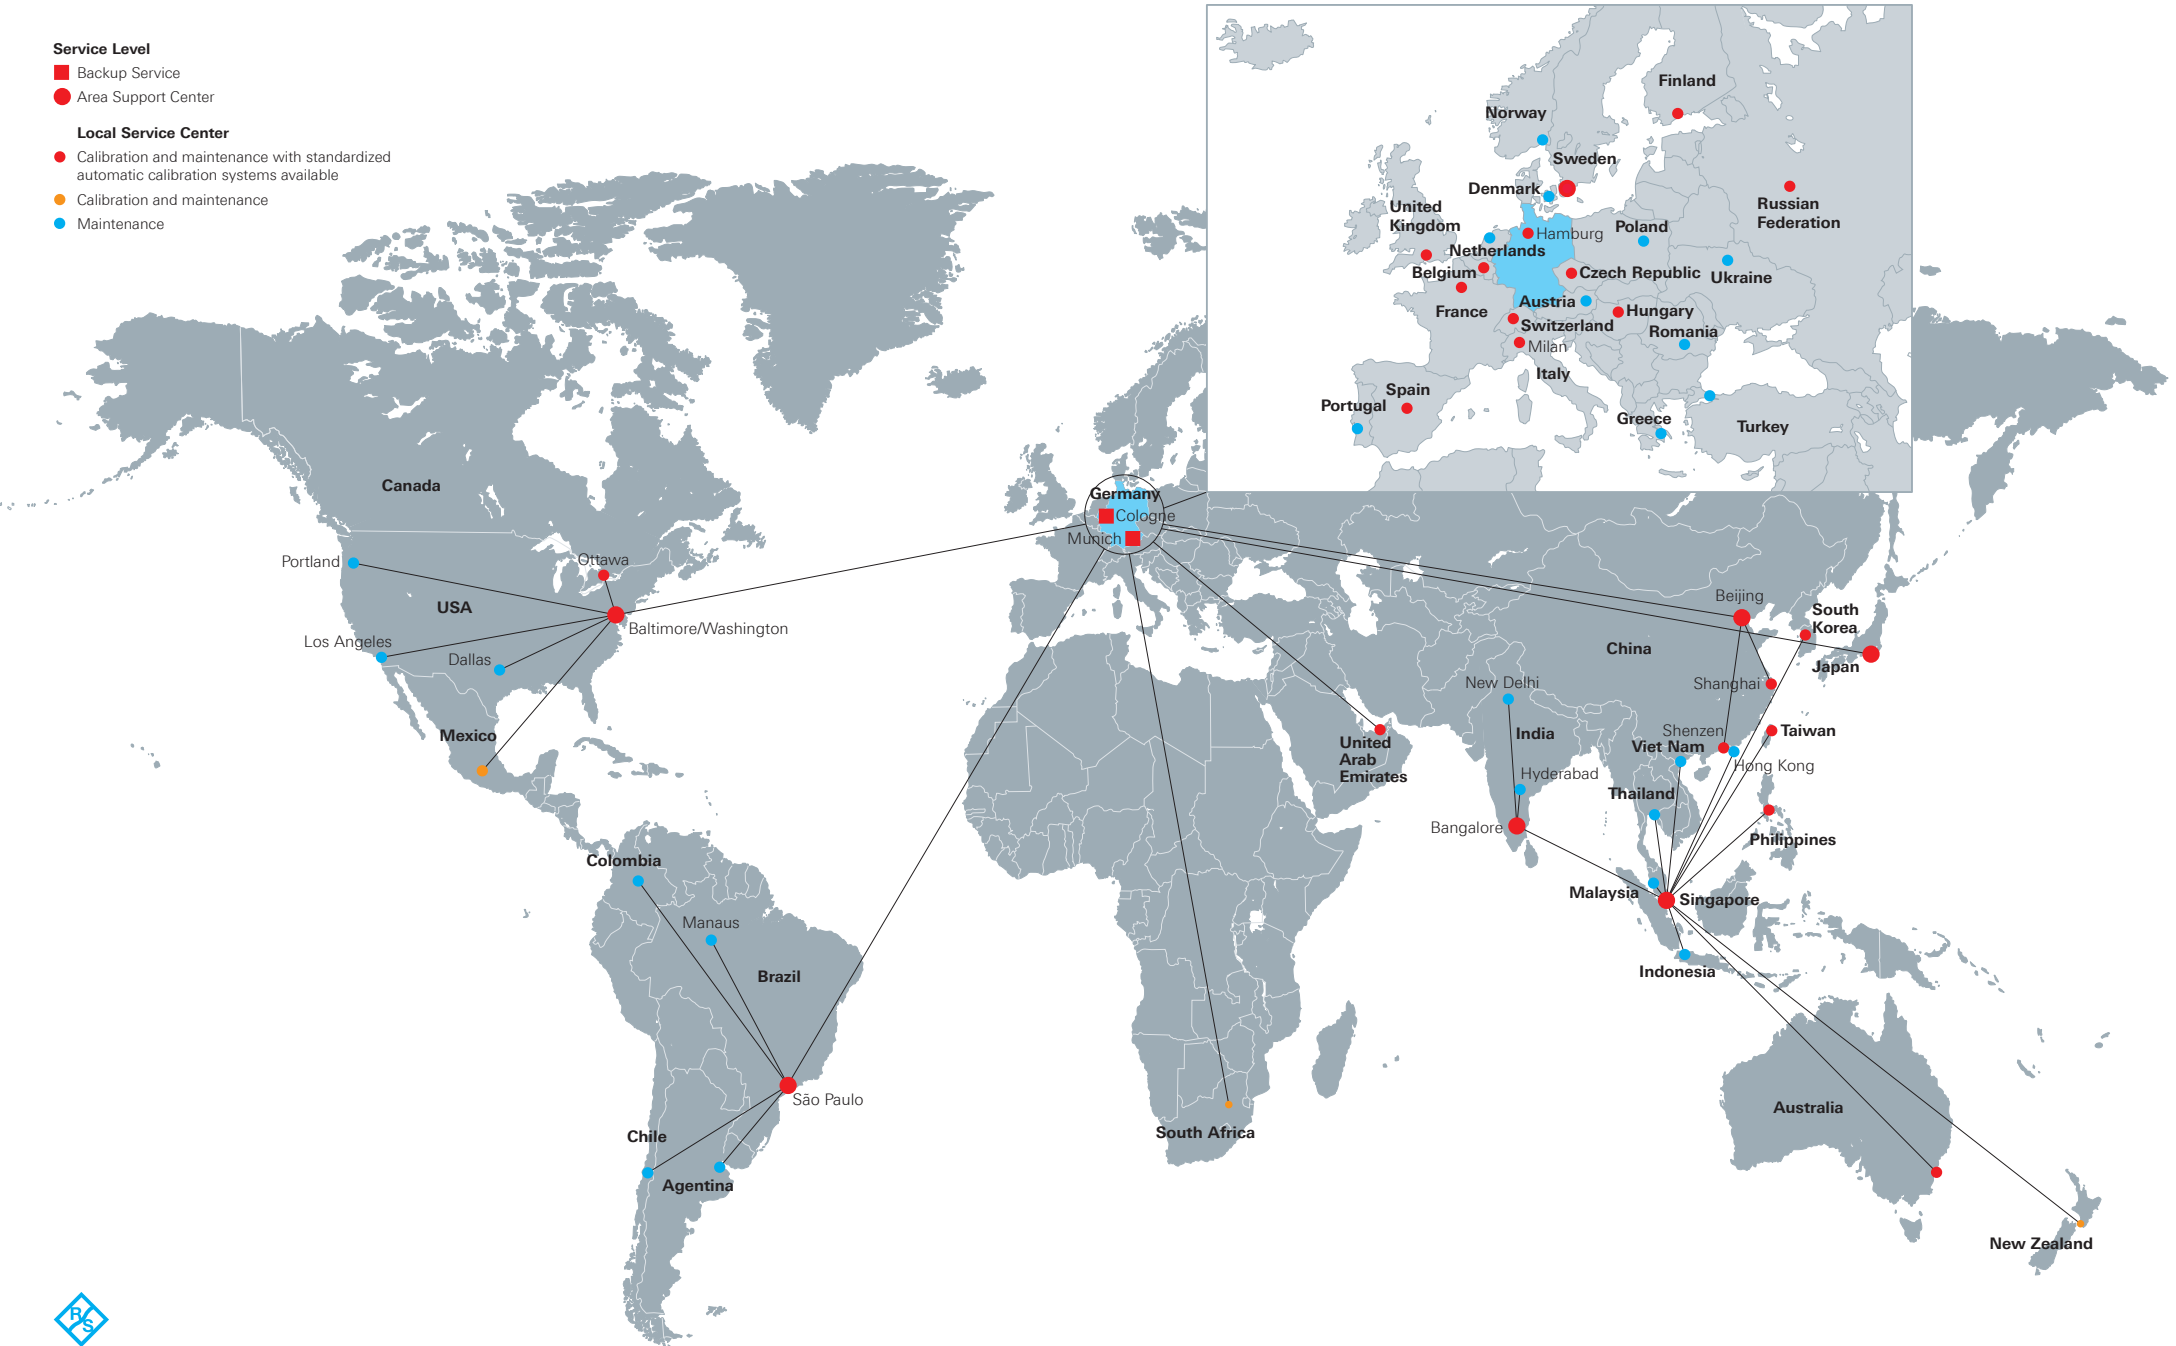 Service Level
Backup Service
Area Support Center
Local Service Center
Calibration and maintenance with standardized
automatic calibration systems available
Calibration and maintenance
Maintenance
Finland
Norway
Sweden
Denmark
Russian
Federation
United
Kingdom
Hamburg
Poland
Netherlands
Belgium
Czech Republic
Ukraine
Austria
France
Hungary
Switzerland
Romania
Milan
Italy
Spain
Portugal
Greece
Turkey
Canada
Germany
Cologne
Munich
Portland
Ottawa
USA
Baltimore/Washington
Los Angeles
Dallas
Mexico
Beijing
South
Korea
China
Japan
Shanghai
New Delhi
India
Shenzen
Taiwan
Viet Nam
Hong Kong
United
Arab
Emirates
Hyderabad
Thailand
Bangalore
Philippines
Malaysia
Singapore
Indonesia
Colombia
Manaus
Brazil
São Paulo
Chile
Agentina
South Africa
Australia
New Zealand
R
S